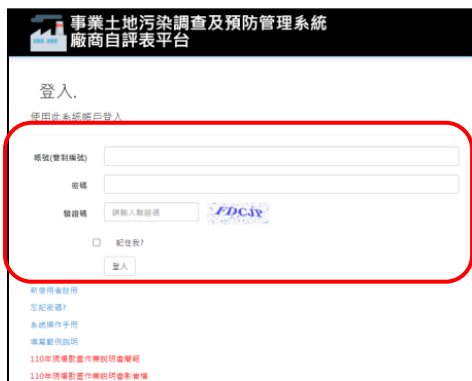 事業土地污染調查及預防管理系統
廠商自評表平台
登入.
使用此系統帳戶登入
帳號(管制編號)
密碼
驗證碼 請輸入驗證碼 FDCJP
記住我?
登入
新使用者註冊
忘記密碼?
系統操作手冊
填寫範例說明
110年現場勘查作業說明會簡報
110年現場勘查作業說明會影音檔